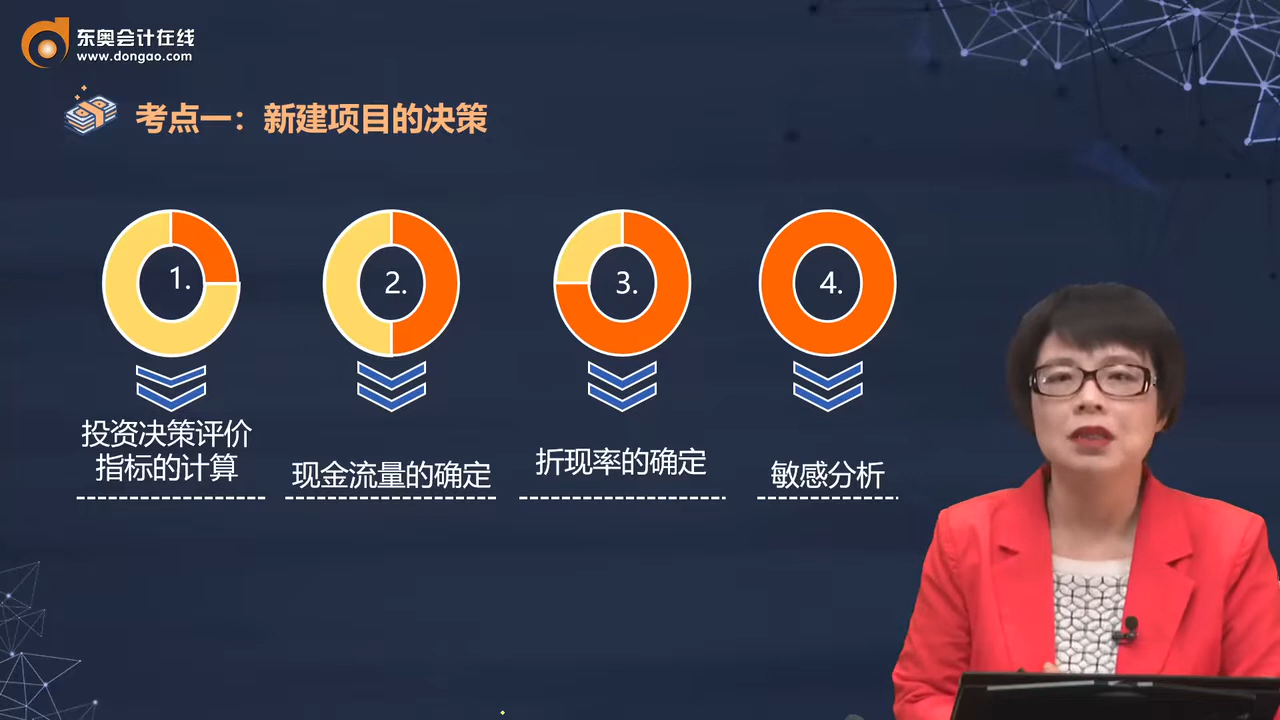 东奥会计在线
www.dongao.com
考点一：新建项目的决策
1.
2.
3.
4.
投资决策评价
指标的计算
现金流量的确定
折现率的确定
敏感分析